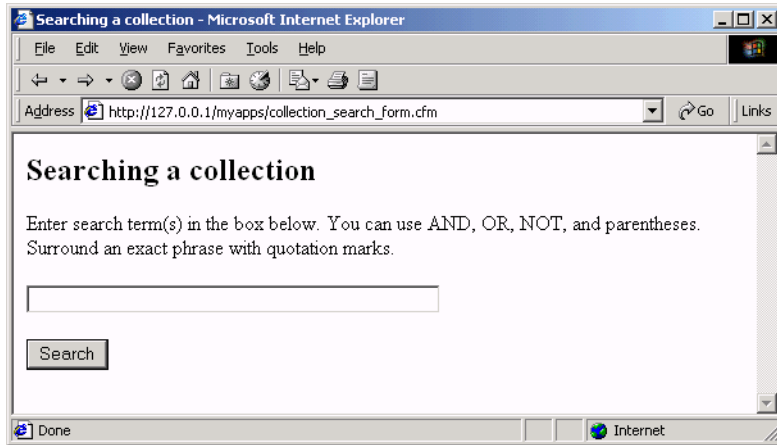 Searching a collection - Microsoft Internet Explorer
File Edit View Favorites Tools Help
Address http://127.0.0.1/myapps/collection_search_form.cfm Go Links
Searching a collection
Enter search term(s) in the box below. You can use AND, OR, NOT, and parentheses.
Surround an exact phrase with quotation marks.
Search
Done Internet